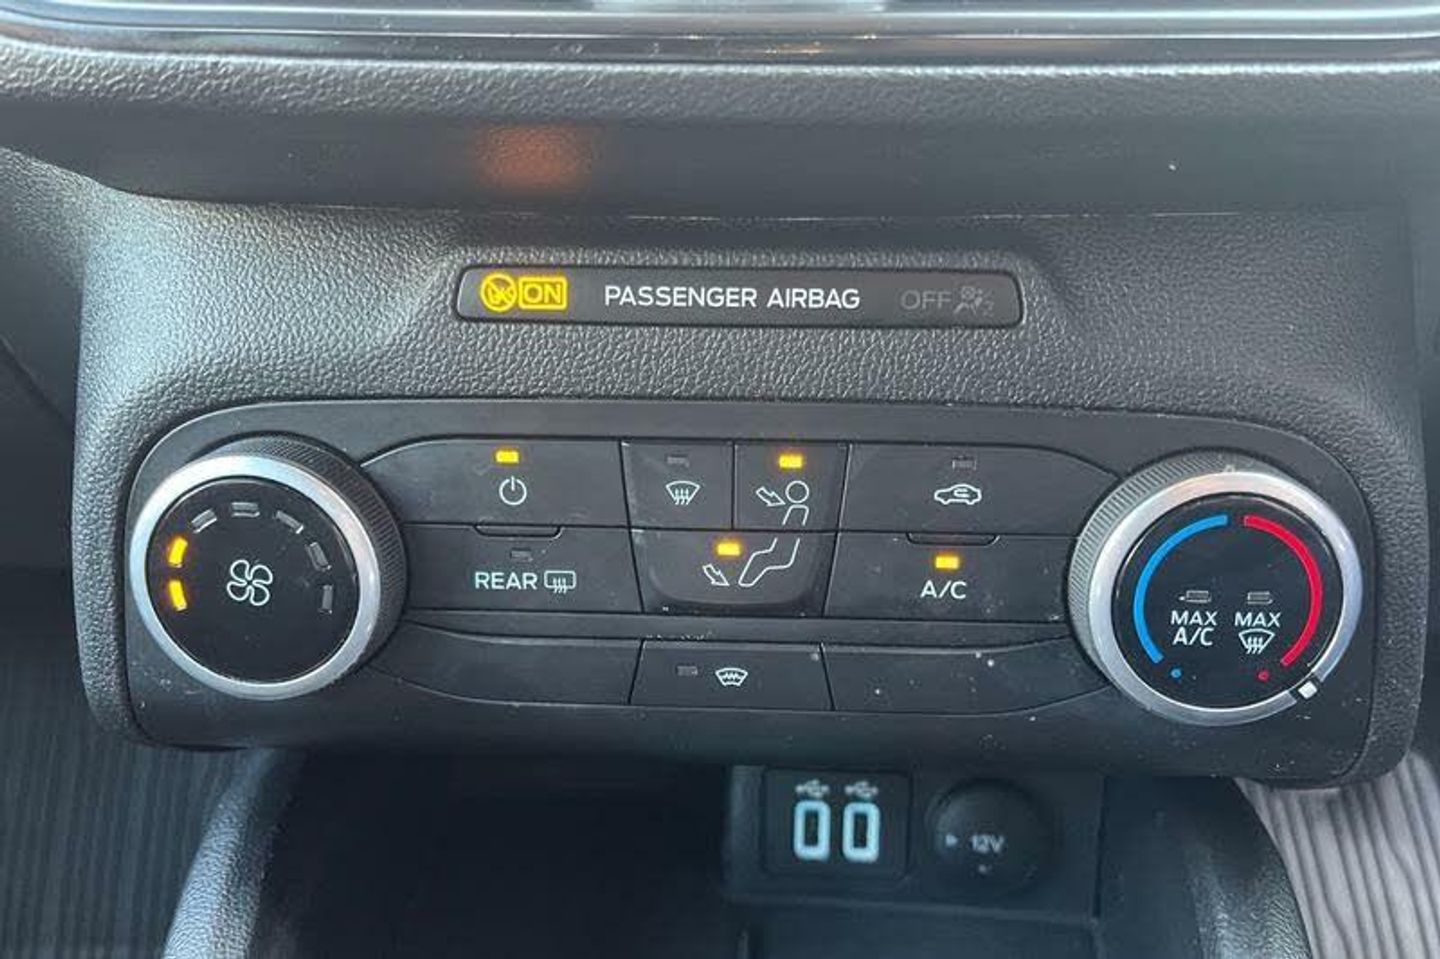 ON PASSENGER AIRBAG OFF
REAR
A/C
MAX
A/C
MAX
12V